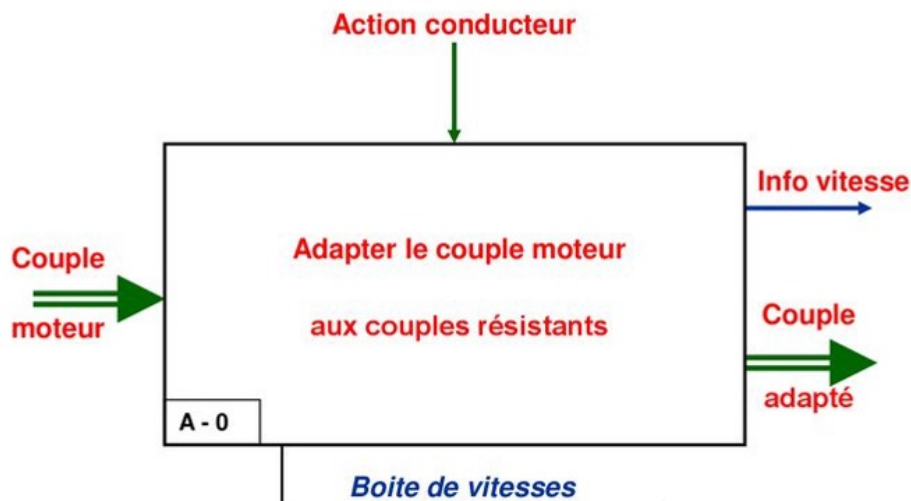 Action conducteur
Info vitesse
Couple
moteur
Adapter le couple moteur
aux couples résistants
Couple
adapté
A - 0
Boite de vitesses